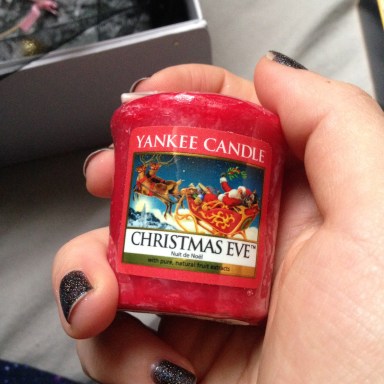 YANKEE CANDLE
CHRISTMAS EVE™
Nuit de Noël
with pure, natural fruit extracts